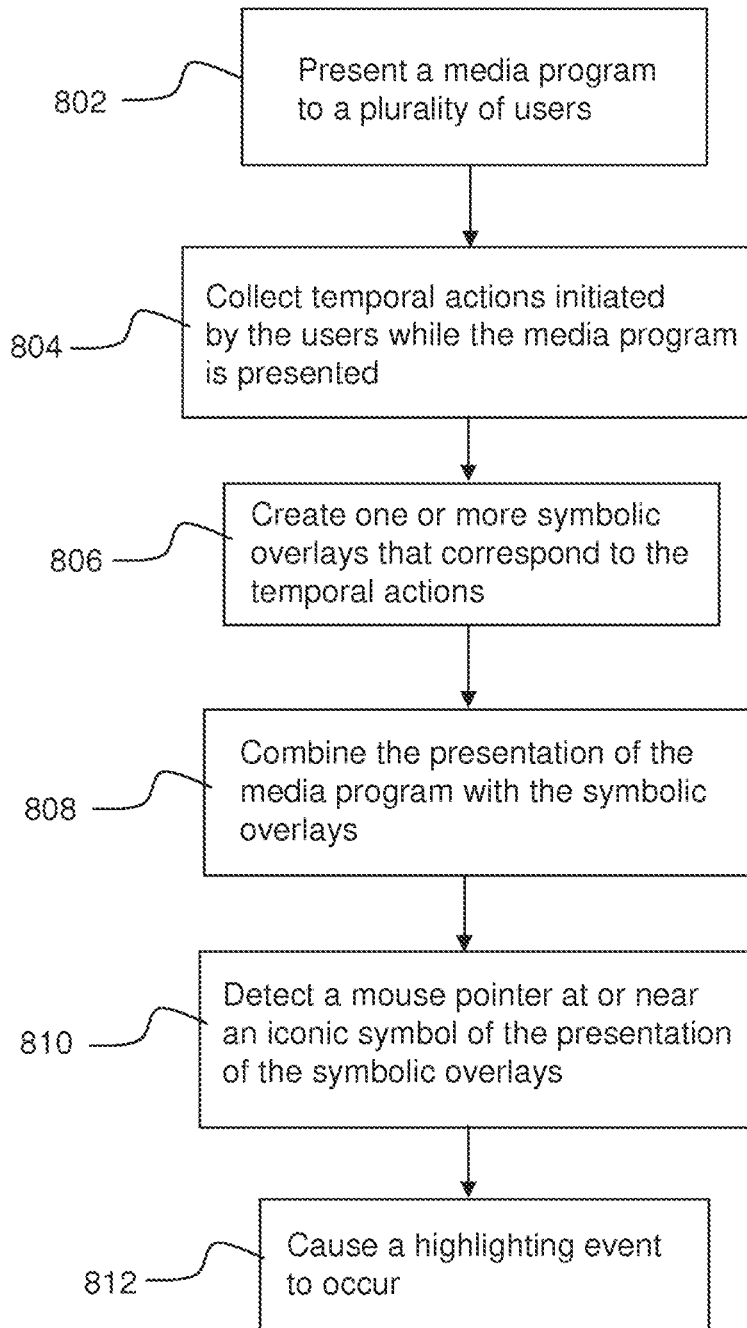 802
Present a media program
to a plurality of users
804
Collect temporal actions initiated
by the users while the media program
is presented
806
Create one or more symbolic
overlays that correspond to the
temporal actions
808
Combine the presentation of the
media program with the symbolic
overlays
810
Detect a mouse pointer at or near
an iconic symbol of the presentation
of the symbolic overlays
812
Cause a highlighting event
to occur